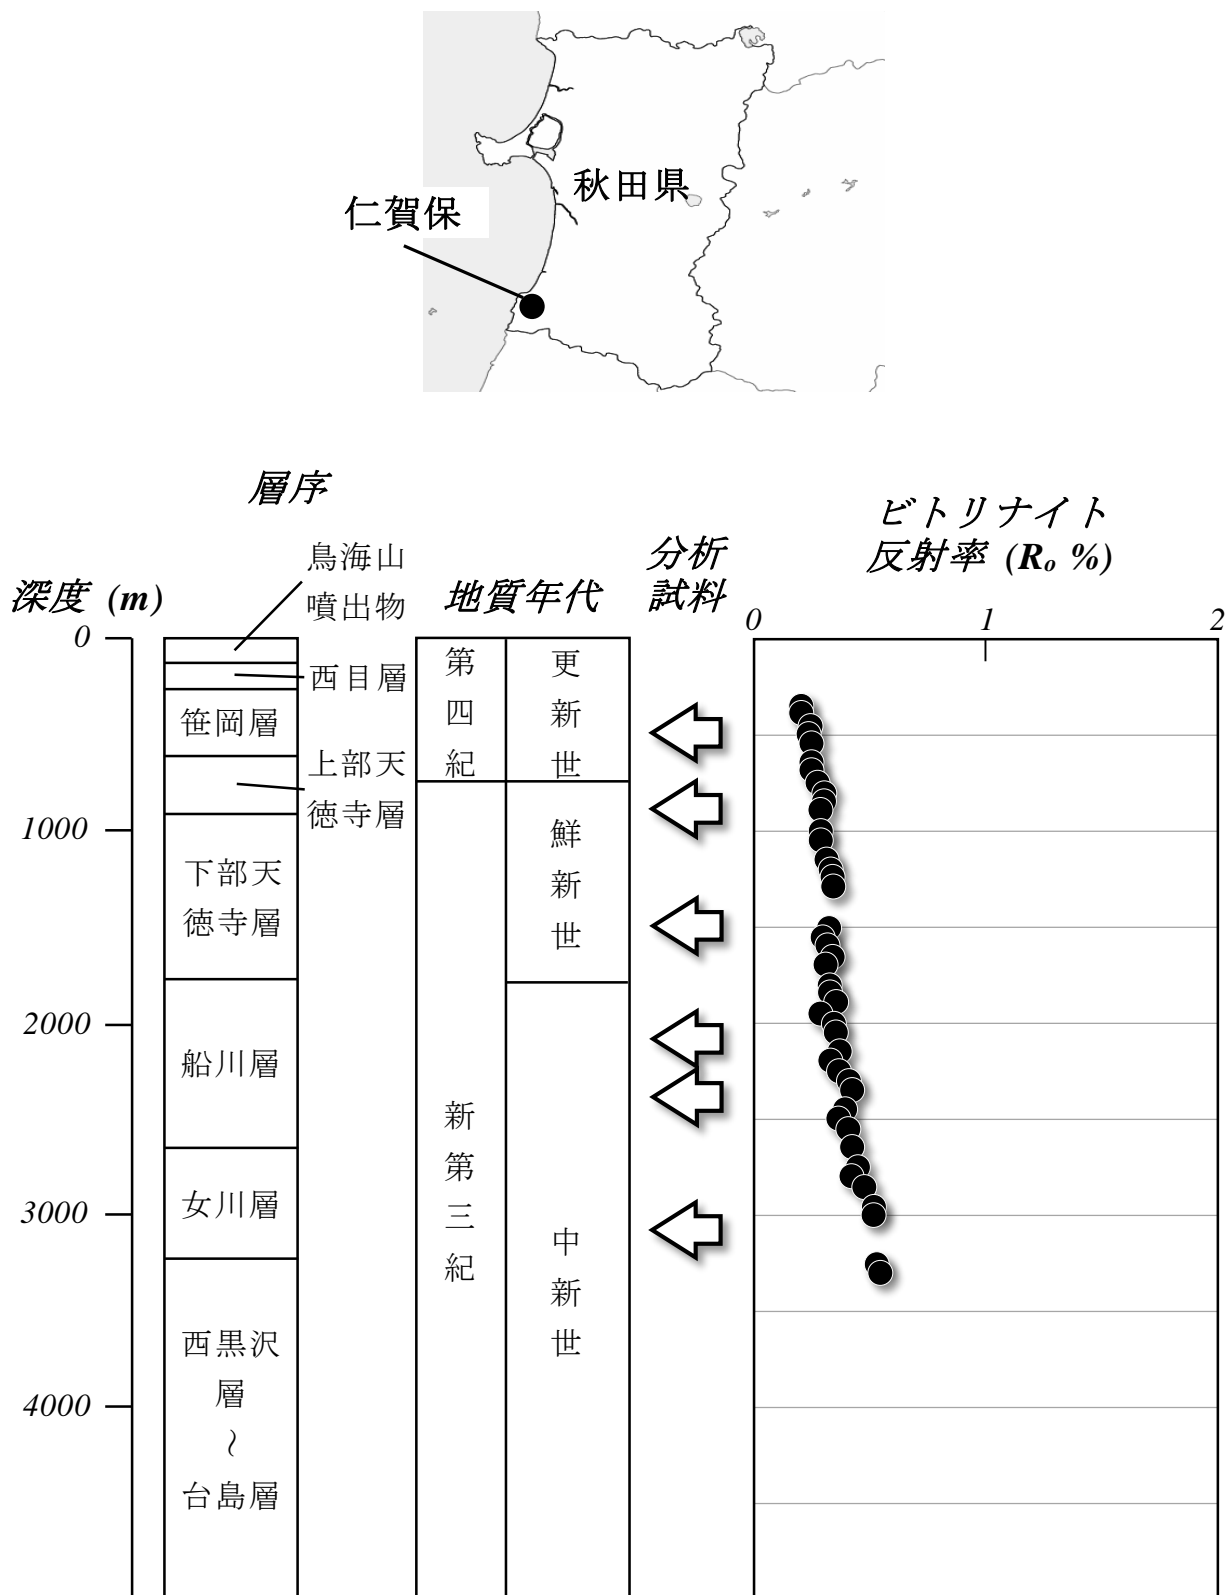 秋田県
仁賀保
層序
ビトリナイト
反射率 (Rₒ %)
分析
試料
鳥海山
噴出物
深度 (m)
地質年代
0
1
2
0
西目層
笹岡層
上部天
徳寺層
1000
下部天
徳寺層
船川層
2000
女川層
3000
西黒沢
層
~
台島層
4000
第
四
紀
更
新
世
鮮
新
世
新
第
三
紀
中
新
世